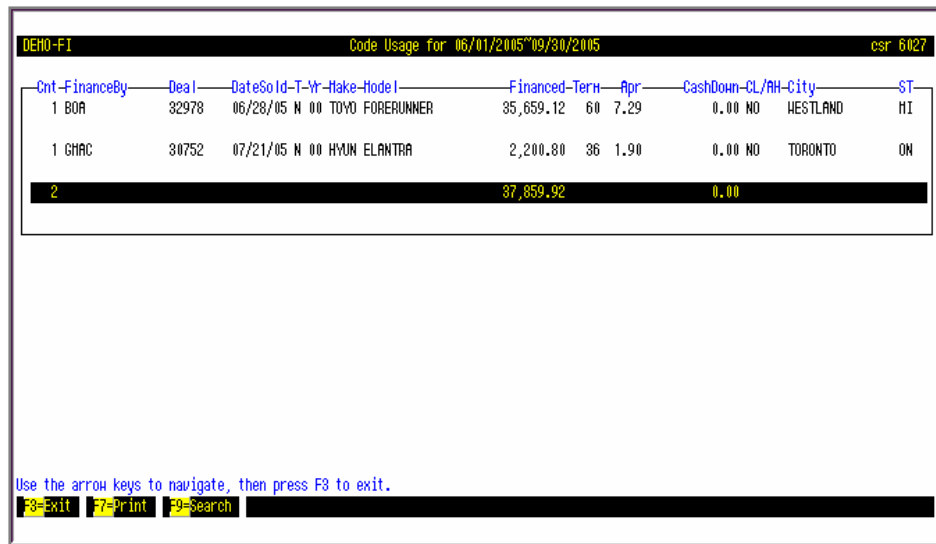 DEMO-FI Code Usage for 06/01/2005~09/30/2005 csr 6027
Cnt FinanceBy Deal DateSold T Yr Make Model Financed Term Apr CashDown CL/AH City ST
1 BOA 32978 06/28/05 N 00 TOYO FORERUNNER 35,659.12 60 7.29 0.00 NO WESTLAND MI
1 GMAC 30752 07/21/05 N 00 HYUN ELANTRA 2,200.80 36 1.90 0.00 NO TORONTO ON
2 37,859.92 0.00
Use the arrow keys to navigate, then press F3 to exit.
F3=Exit F7=Print F9=Search